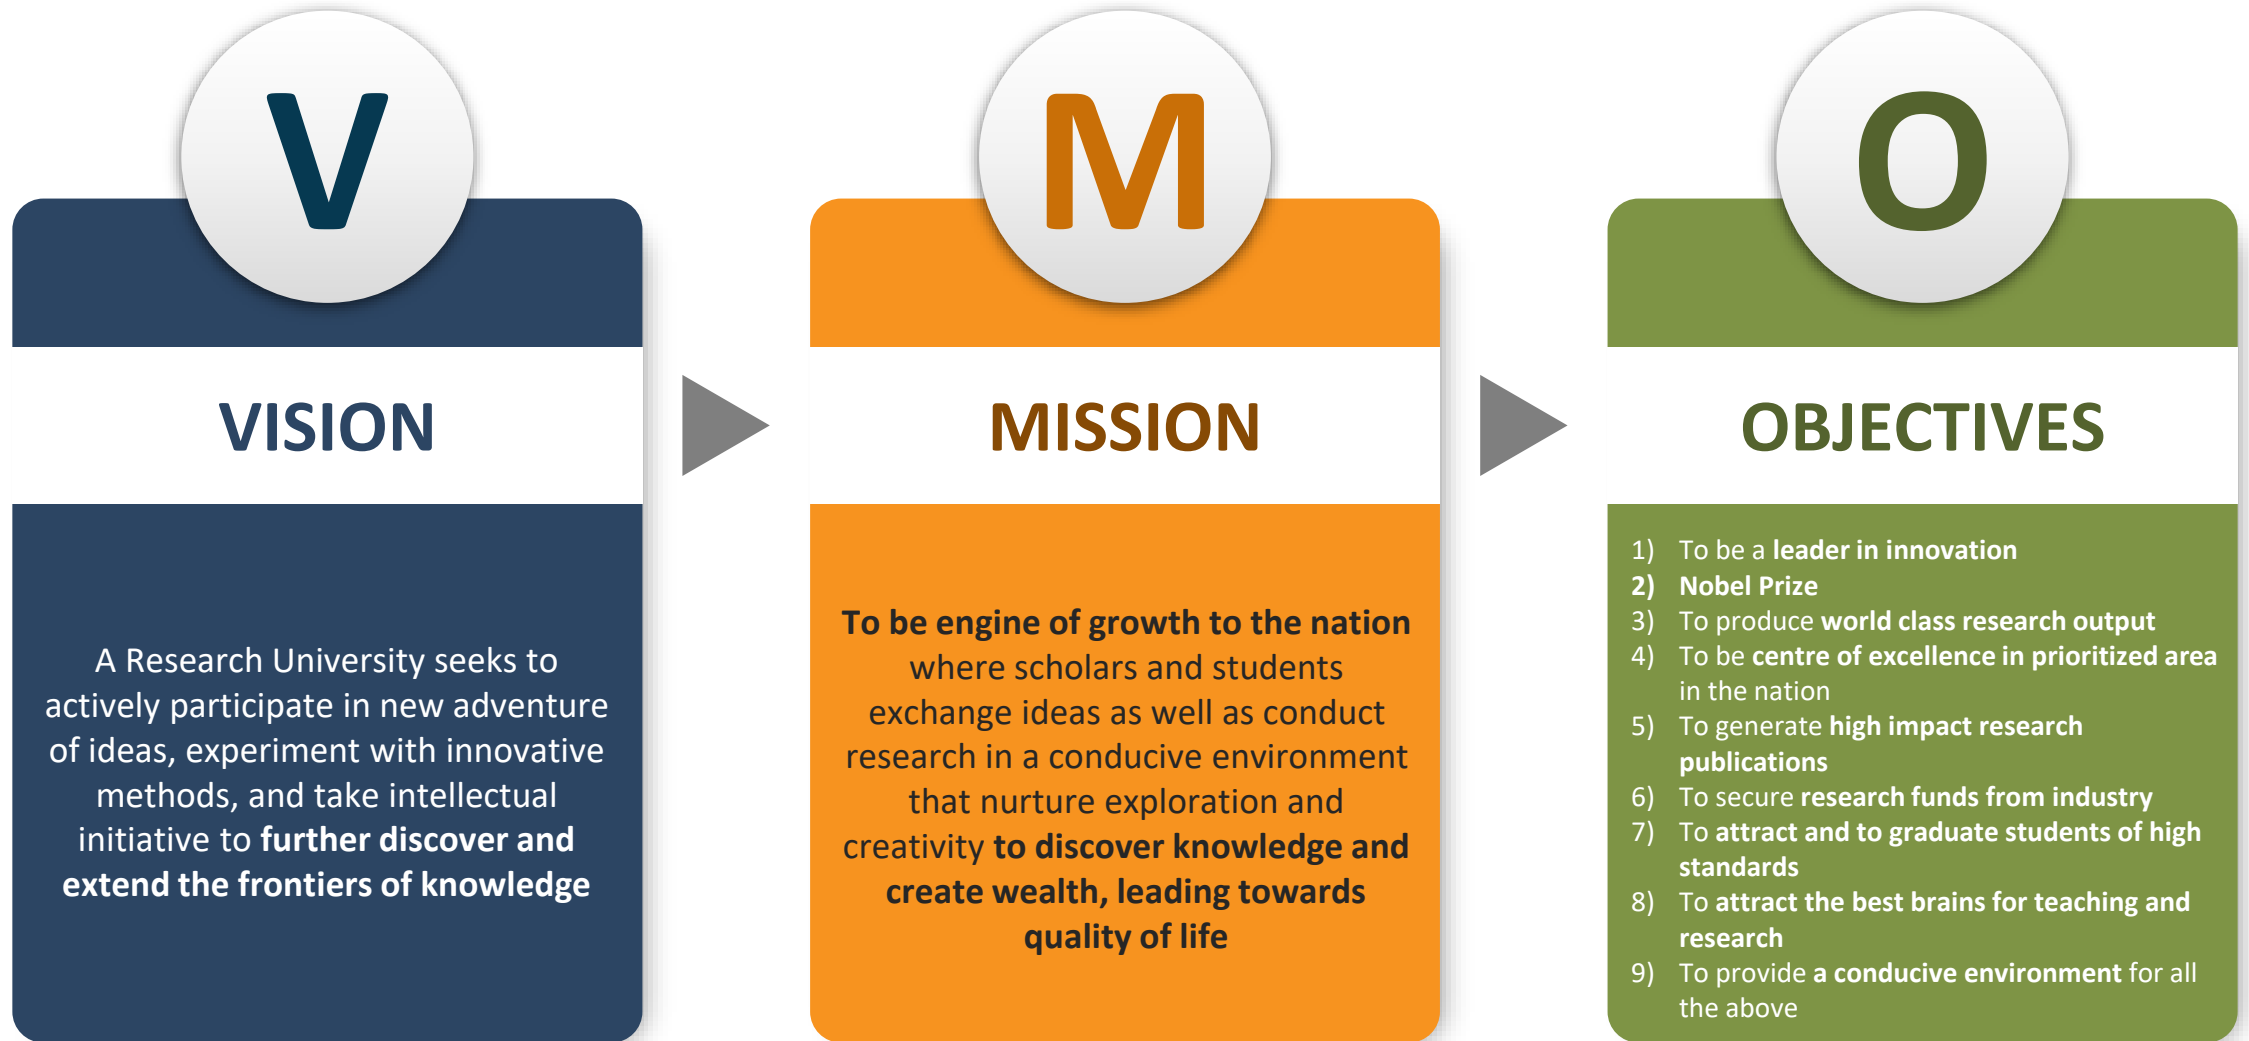 V
VISION
A Research University seeks to
actively participate in new adventure
of ideas, experiment with innovative
methods, and take intellectual
initiative to further discover and
extend the frontiers of knowledge
M
MISSION
To be engine of growth to the nation
where scholars and students
exchange ideas as well as conduct
research in a conducive environment
that nurture exploration and
creativity to discover knowledge and
create wealth, leading towards
quality of life
O
OBJECTIVES
1) To be a leader in innovation
2) Nobel Prize
3) To produce world class research output
4) To be centre of excellence in prioritized area
in the nation
5) To generate high impact research
publications
6) To secure research funds from industry
7) To attract and to graduate students of high
standards
8) To attract the best brains for teaching and
research
9) To provide a conducive environment for all
the above